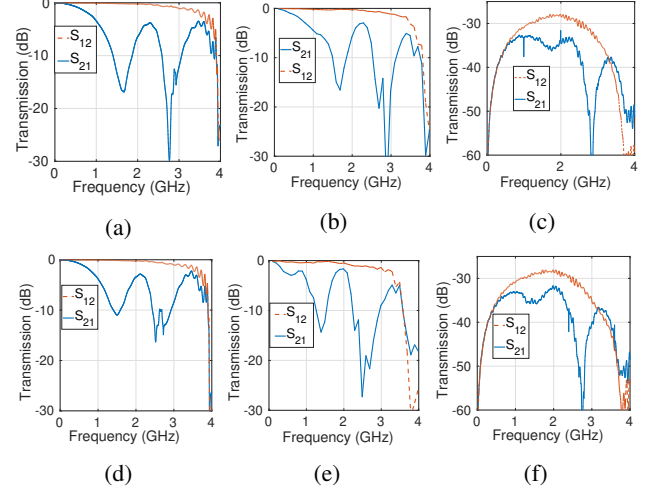 0
-10
-20
-30
Transmission (dB)
S12
S21
0 1 2 3 4
Frequency (GHz)
(a)
0
-10
-20
-30
Transmission (dB)
S21
S12
0 1 2 3 4
Frequency (GHz)
(b)
-30
-40
-50
-60
Transmission (dB)
S12
S21
0 1 2 3 4
Frequency (GHz)
(c)
0
-10
-20
-30
Transmission (dB)
S12
S21
0 1 2 3 4
Frequency (GHz)
(d)
0
-10
-20
-30
Transmission (dB)
S12
S21
0 1 2 3 4
Frequency (GHz)
(e)
-30
-40
-50
-60
Transmission (dB)
S12
S21
0 1 2 3 4
Frequency (GHz)
(f)